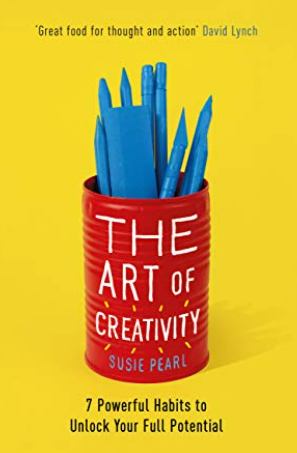 'Great food for thought and action' David Lynch
THE
ART OF
CREATIVITY
SUSIE PEARL
7 Powerful Habits to
Unlock Your Full Potential